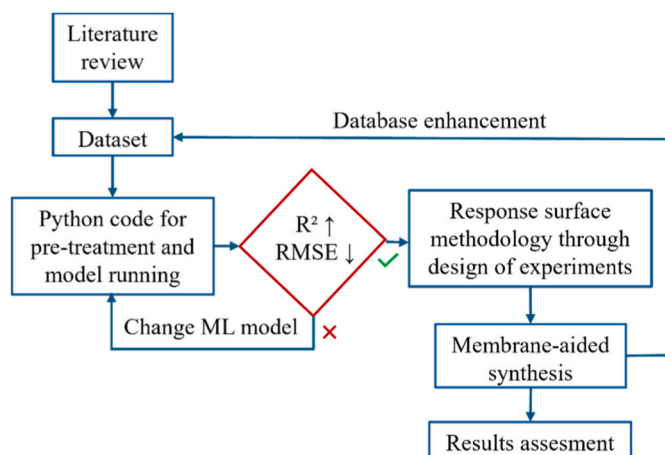 Literature
review
Dataset
Database enhancement
Python code for
pre-treatment and
model running
R² ↑
RMSE ↓
Response surface
methodology through
design of experiments
Change ML model
Membrane-aided
synthesis
Results assesment